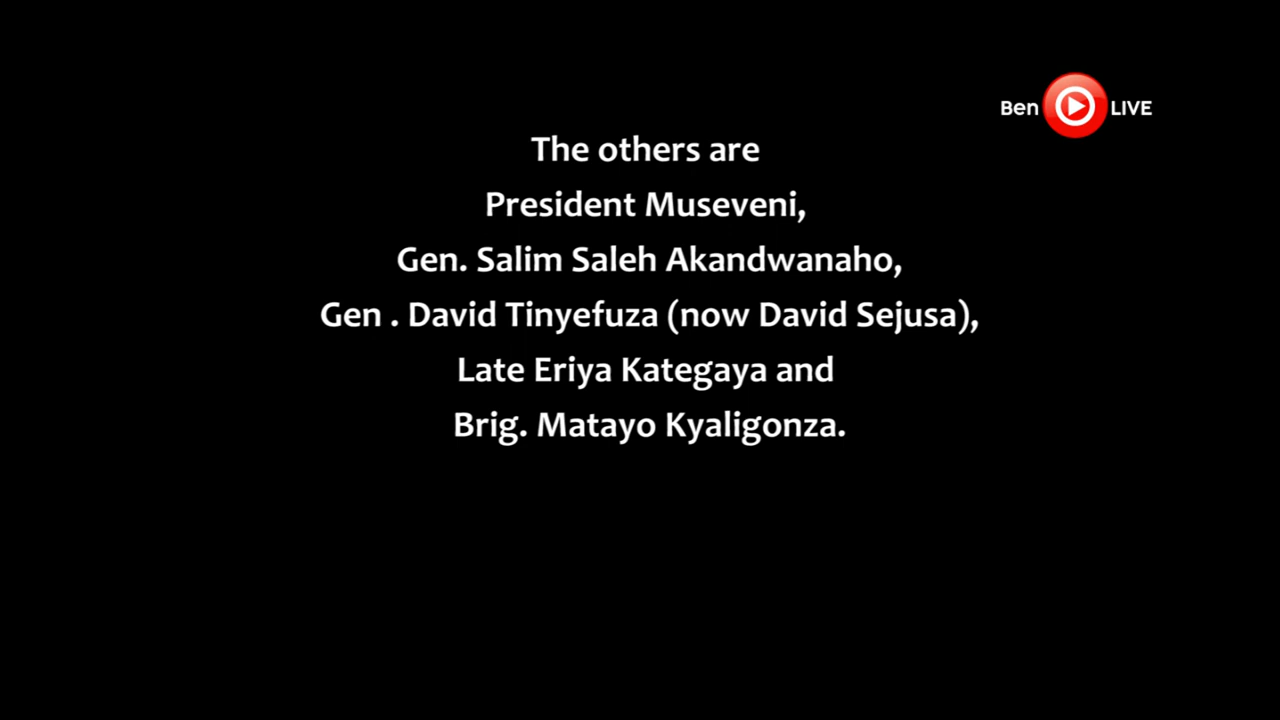 Ben LIVE
The others are
President Museveni,
Gen. Salim Saleh Akandwanaho,
Gen . David Tinyefuza (now David Sejusa),
Late Eriya Kategaya and
Brig. Matayo Kyaligonza.